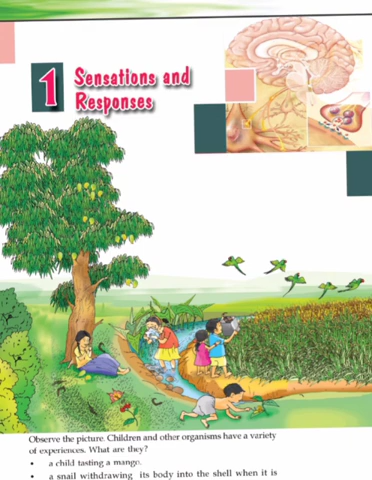 1
Sensations and
Responses
Observe the picture. Children and other organisms have a variety
of experiences. What are they?
• a child tasting a mango.
• a snail withdrawing its body into the shell when it is